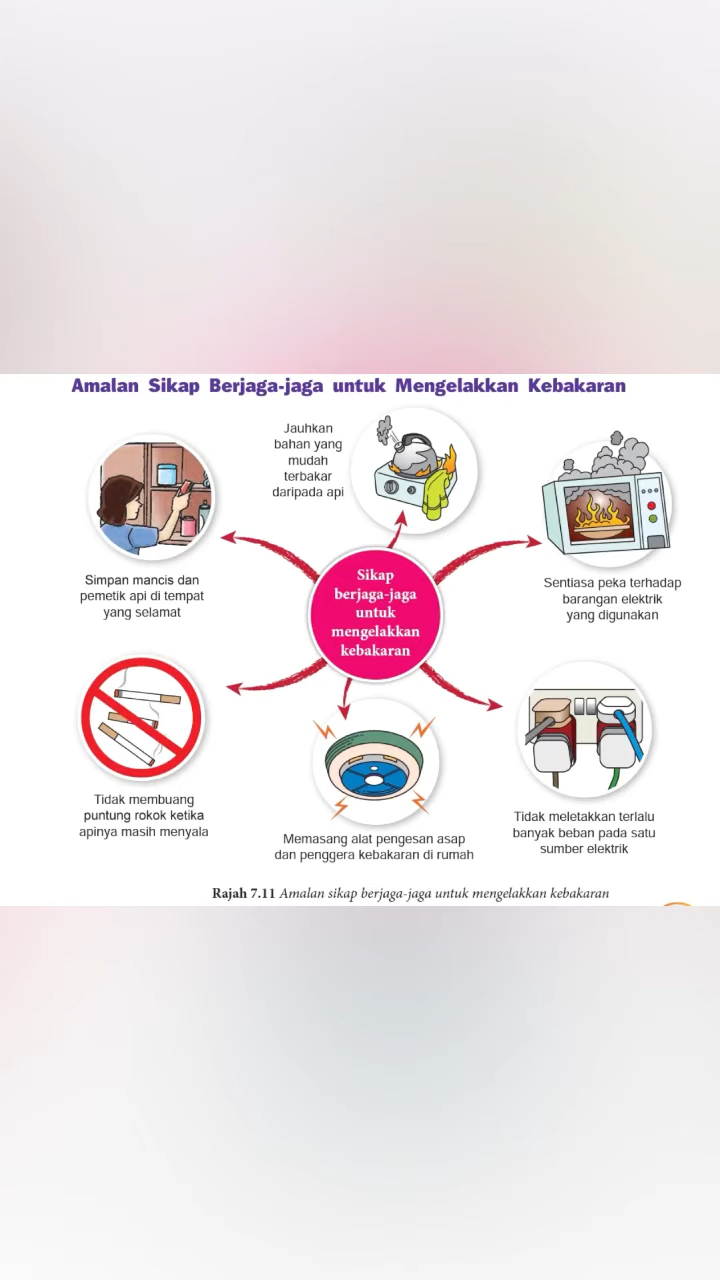 Amalan Sikap Berjaga-jaga untuk Mengelakkan Kebakaran
Jauhkan
bahan yang
mudah
terbakar
daripada api
Simpan mancis dan
pemetik api di tempat
yang selamat
Sentiasa peka terhadap
barangan elektrik
yang digunakan
Sikap
berjaga-jaga
untuk
mengelakkan
kebakaran
Tidak membuang
puntung rokok ketika
apinya masih menyala
Memasang alat pengesan asap
dan penggera kebakaran di rumah
Tidak meletakkan terlalu
banyak beban pada satu
sumber elektrik
Rajah 7.11 Amalan sikap berjaga-jaga untuk mengelakkan kebakaran